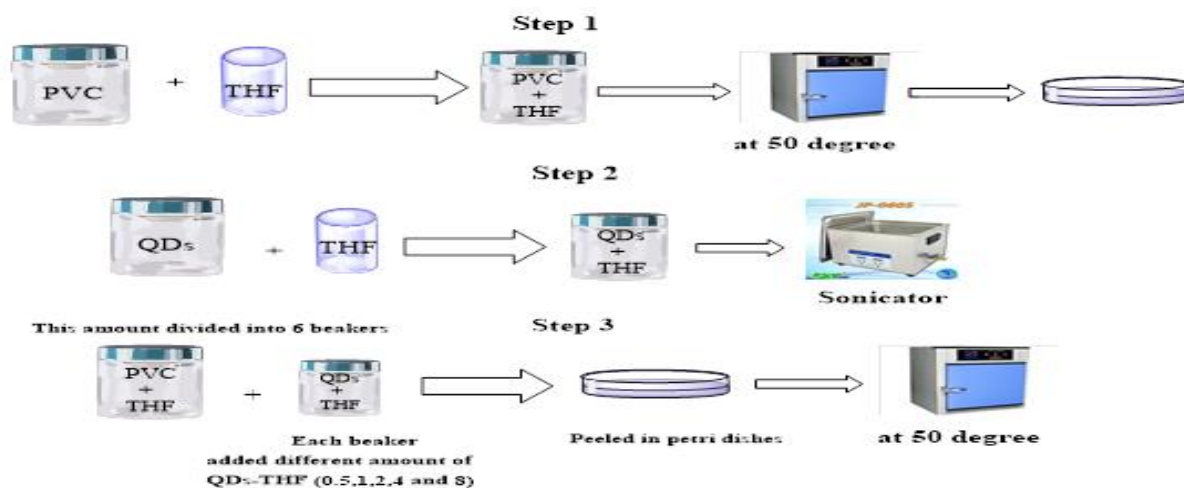 Step 1
PVC
+
THF
PVC
+
THF
at 50 degree
Step 2
QDs
+
THF
QDs
+
THF
JP-060S
Sonicator
This amount divided into 6 beakers
Step 3
PVC
+
THF
+
QDs
+
THF
Each beaker
added different amount of
QDs-THF (0.5,1,2,4 and 8)
Peeled in petri dishes
at 50 degree